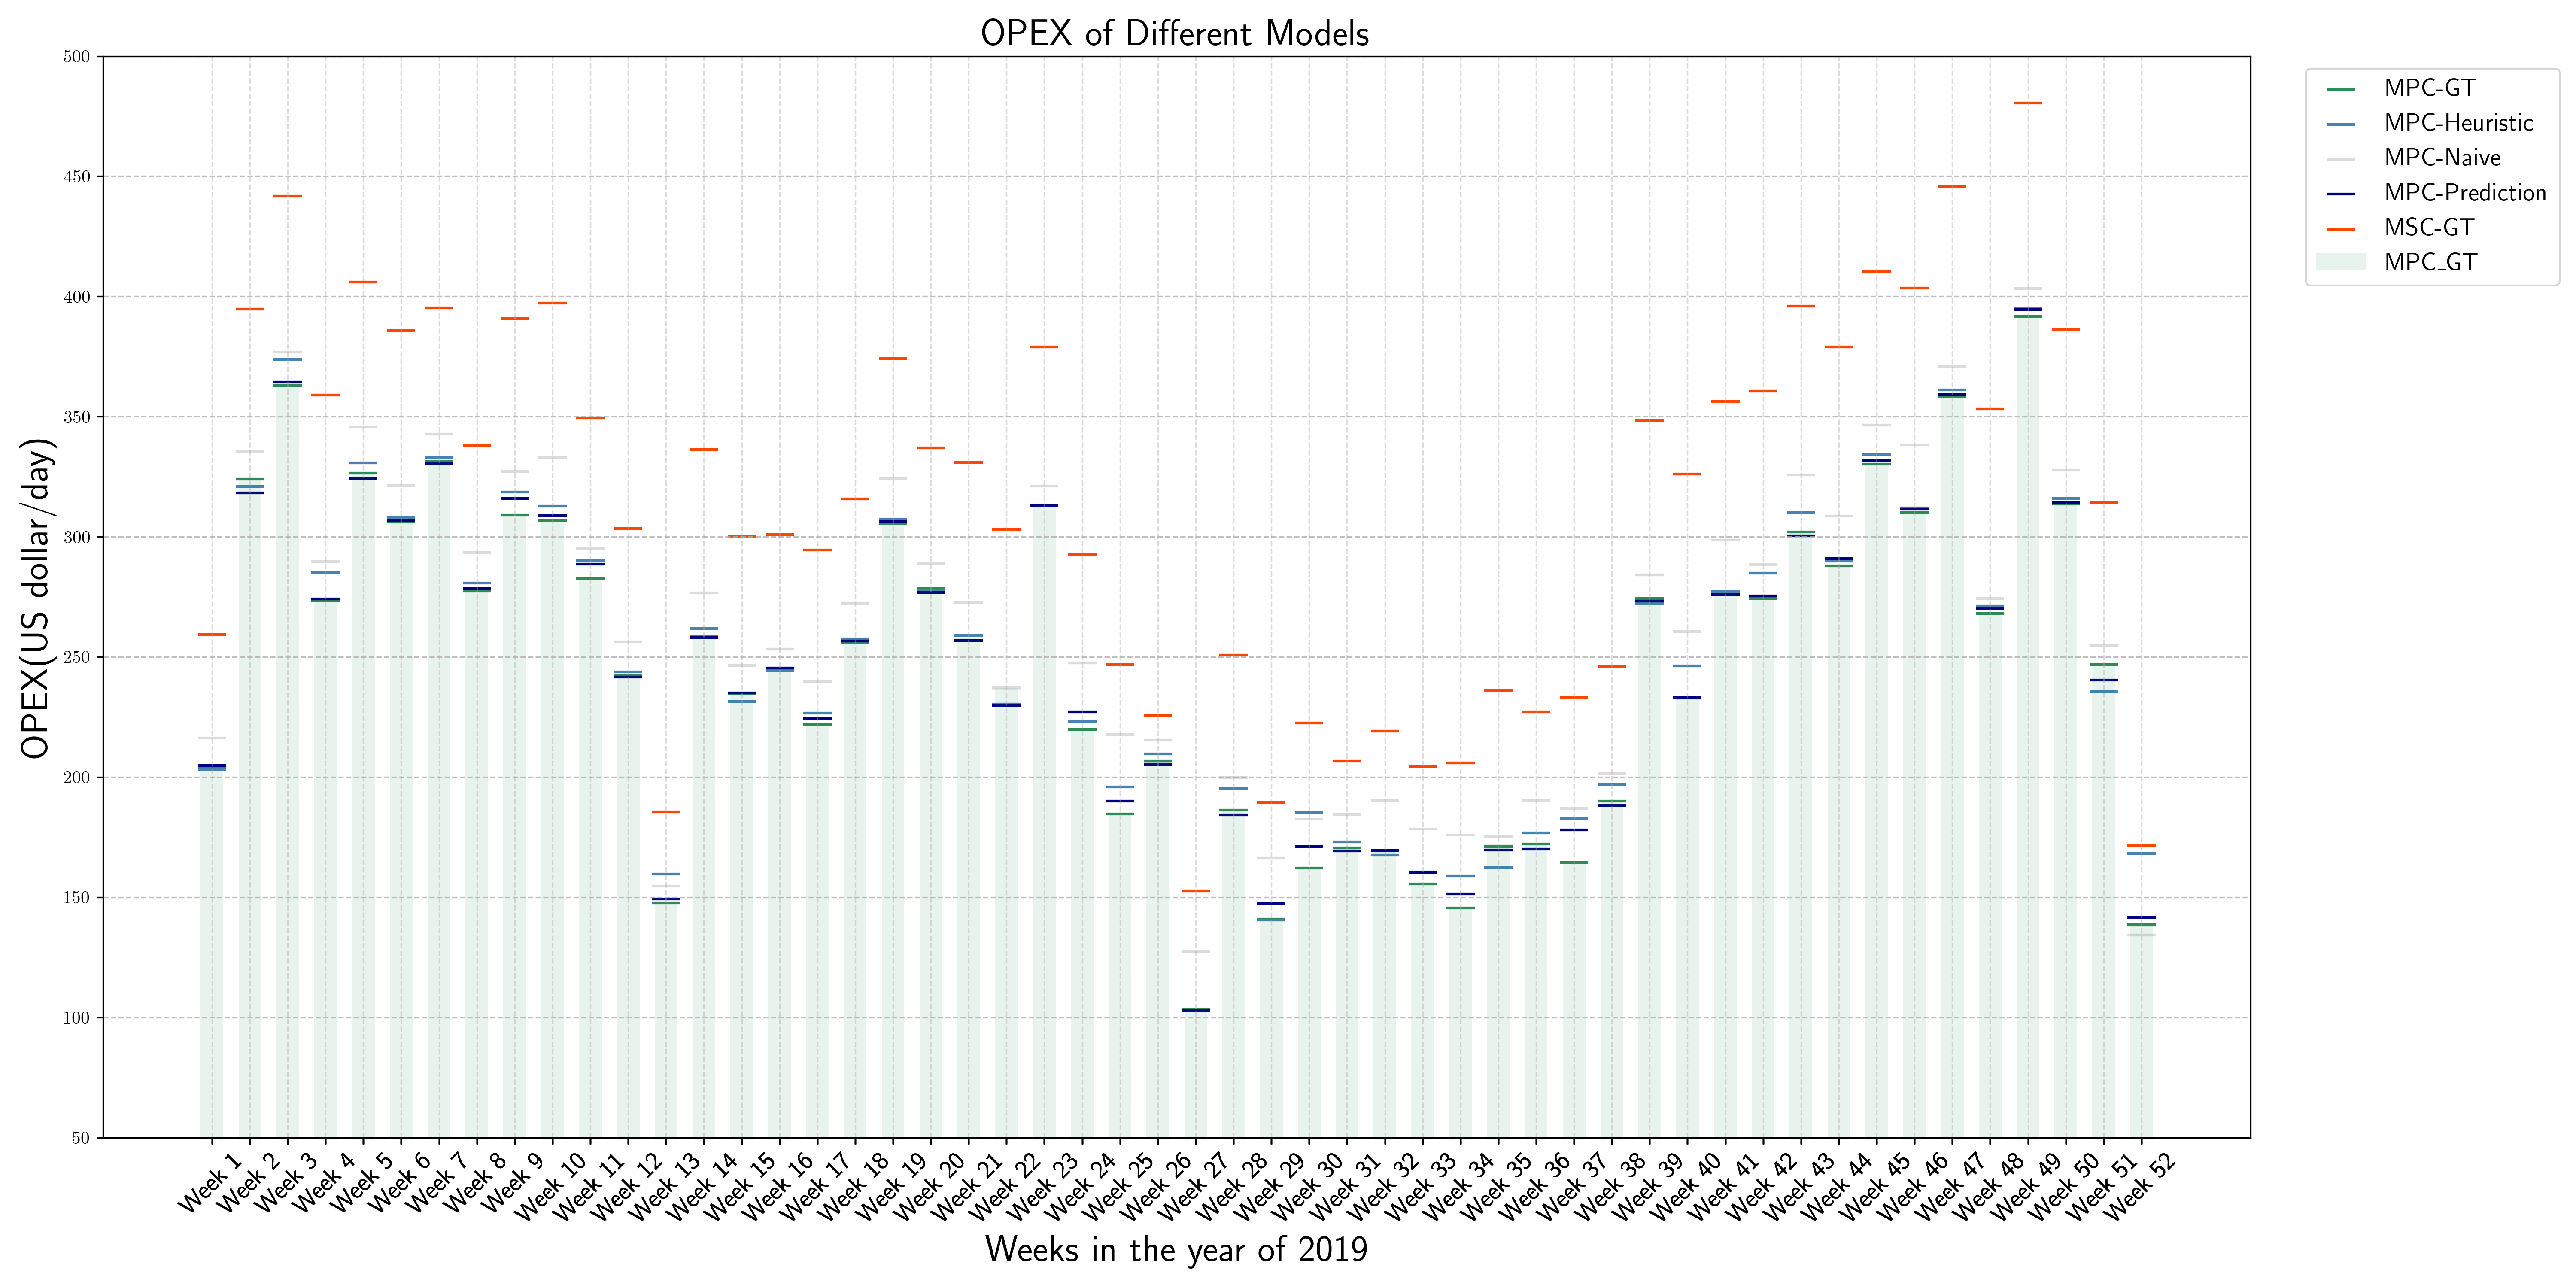 OPEX of Different Models
OPEX(US dollar/day)
500
450
400
350
300
250
200
150
100
50
Week 1
Week 2
Week 3
Week 4
Week 5
Week 6
Week 7
Week 8
Week 9
Week 10
Week 11
Week 12
Week 13
Week 14
Week 15
Week 16
Week 17
Week 18
Week 19
Week 20
Week 21
Week 22
Week 23
Week 24
Week 25
Week 26
Week 27
Week 28
Week 29
Week 30
Week 31
Week 32
Week 33
Week 34
Week 35
Week 36
Week 37
Week 38
Week 39
Week 40
Week 41
Week 42
Week 43
Week 44
Week 45
Week 46
Week 47
Week 48
Week 49
Week 50
Week 51
Week 52
Weeks in the year of 2019
MPC-GT
MPC-Heuristic
MPC-Naive
MPC-Prediction
MSC-GT
MPC_GT